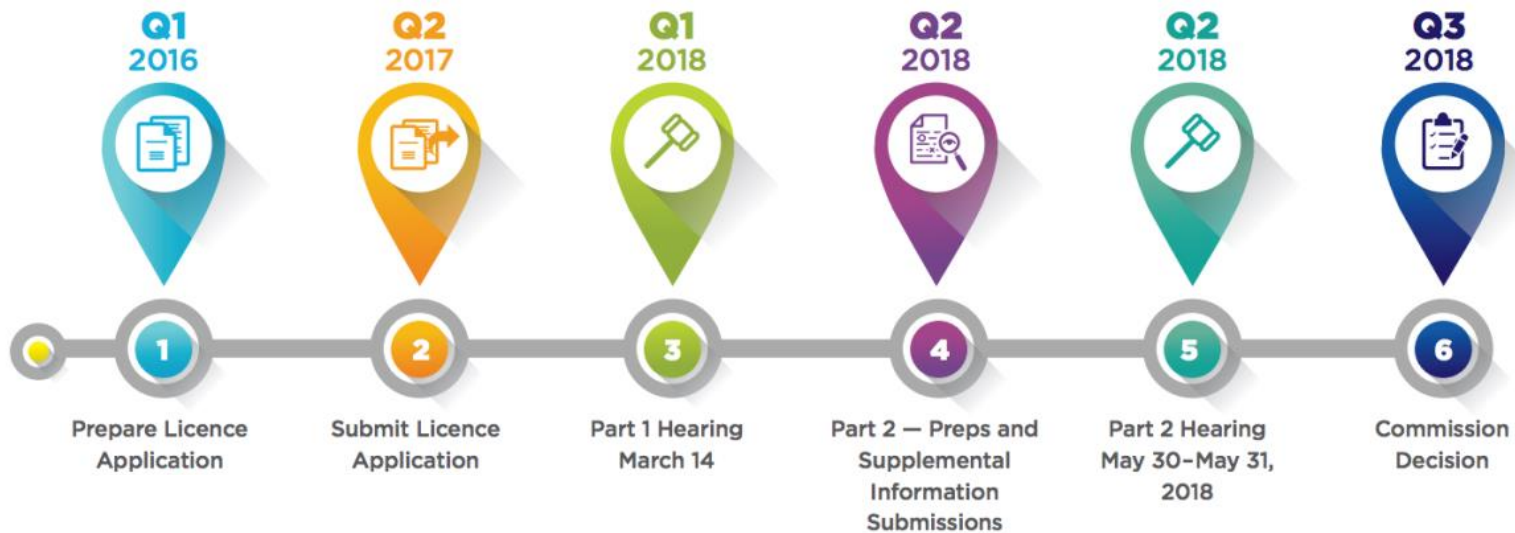 Q1
2016
Q2
2017
Q1
2018
Q2
2018
Q2
2018
Q3
2018
1
2
3
4
5
6
Prepare Licence
Application
Submit Licence
Application
Part 1 Hearing
March 14
Part 2 — Preps and
Supplemental
Information
Submissions
Part 2 Hearing
May 30–May 31,
2018
Commission
Decision